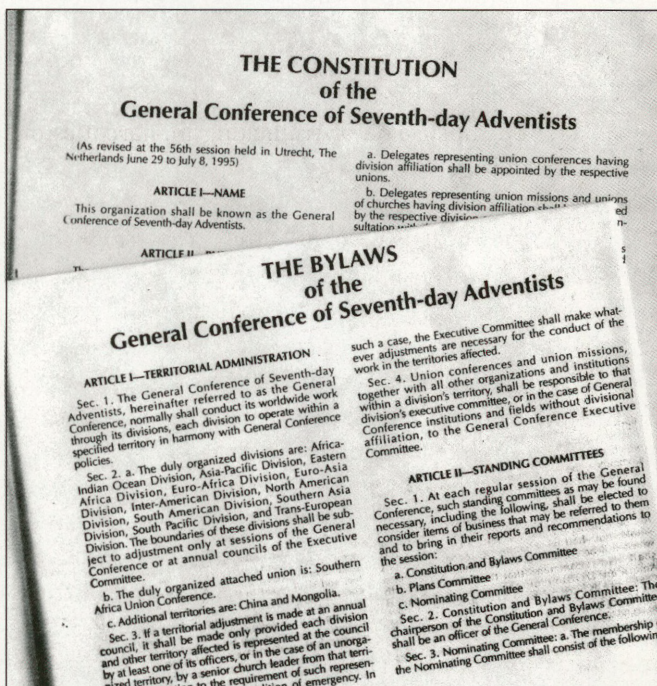 THE CONSTITUTION
of the
General Conference of Seventh-day Adventists
(As revised at the 56th session held in Utrecht, The
Netherlands June 29 to July 8, 1995)
ARTICLE I—NAME
This organization shall be known as the General
Conference of Seventh-day Adventists.
ARTICLE II
a. Delegates representing union conferences having
division affiliation shall be appointed by the respective
unions.
b. Delegates representing union missions and unions
of churches having division affiliation
by the respective division
THE BYLAWS
of the
General Conference of Seventh-day Adventists
ARTICLE I—TERRITORIAL ADMINISTRATION
Sec. 1. The General Conference of Seventh-day
Adventists, hereinafter referred to as the General
Conference, normally shall conduct its worldwide work
through its divisions, each division to operate within a
specified territory in harmony with General Conference
policies.
Sec. 2. a. The duly organized divisions are: Africa-
Indian Ocean Division, Asia-Pacific Division, Eastern
Africa Division, Euro-Africa Division, Euro-Asia
Division, Inter-American Division, North American
Division, South American Division, Southern Asia
Division, South Pacific Division, and Trans-European
Division. The boundaries of these divisions shall be sub-
ject to adjustment only at sessions of the General
Conference or at annual councils of the Executive
Committee.
b. The duly organized attached union is: Southern
Africa Union Conference.
c. Additional territories are: China and Mongolia.
Sec. 3. If a territorial adjustment is made at an annual
council, it shall be made only provided each division
and other territory affected is represented at the council
by at least one of its officers, or in the case of an unorga-
nized territory, by a senior church leader from that terri-
to the requirement of such represen-
of emergency. In
such a case, the Executive Committee shall make what-
ever adjustments are necessary for the conduct of the
work in the territories affected.
Sec. 4. Union conferences and union missions,
together with all other organizations and institutions
within a division's territory, shall be responsible to that
division's executive committee, or in the case of General
Conference institutions and fields without divisional
affiliation, to the General Conference Executive
Committee.
ARTICLE II—STANDING COMMITTEES
Sec. 1. At each regular session of the General
Conference, such standing committees as may be found
necessary, including the following, shall be elected to
consider items of business that may be referred to them
and to bring in their reports and recommendations to
the session:
a. Constitution and Bylaws Committee
b. Plans Committee
c. Nominating Committee
Sec. 2. Constitution and Bylaws Committee: The
chairperson of the Constitution and Bylaws Committe
shall be an officer of the General Conference.
Sec. 3. Nominating Committee: a. The membership
the Nominating Committee shall consist of the followin